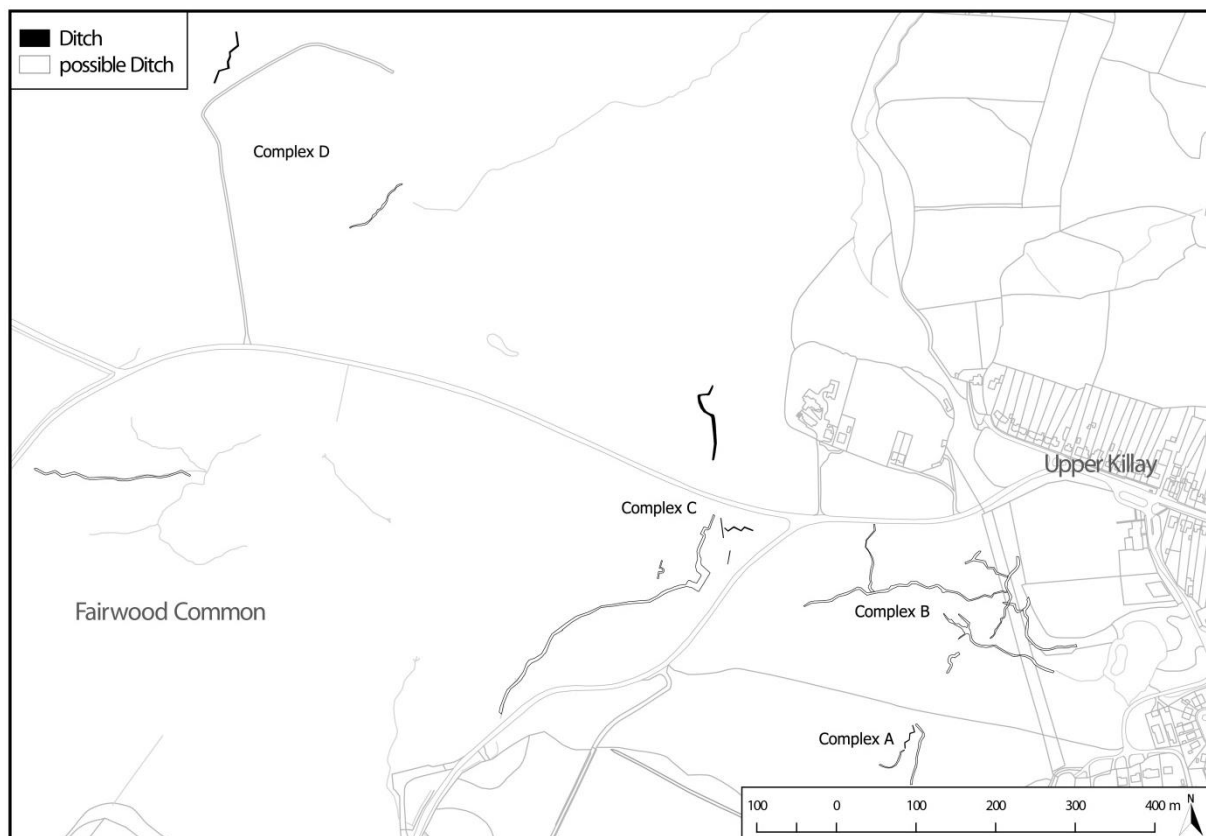 Ditch
possible Ditch
Complex D
Upper Killay
Complex C
Fairwood Common
Complex B
Complex A
100 0 100 200 300 400 m
N